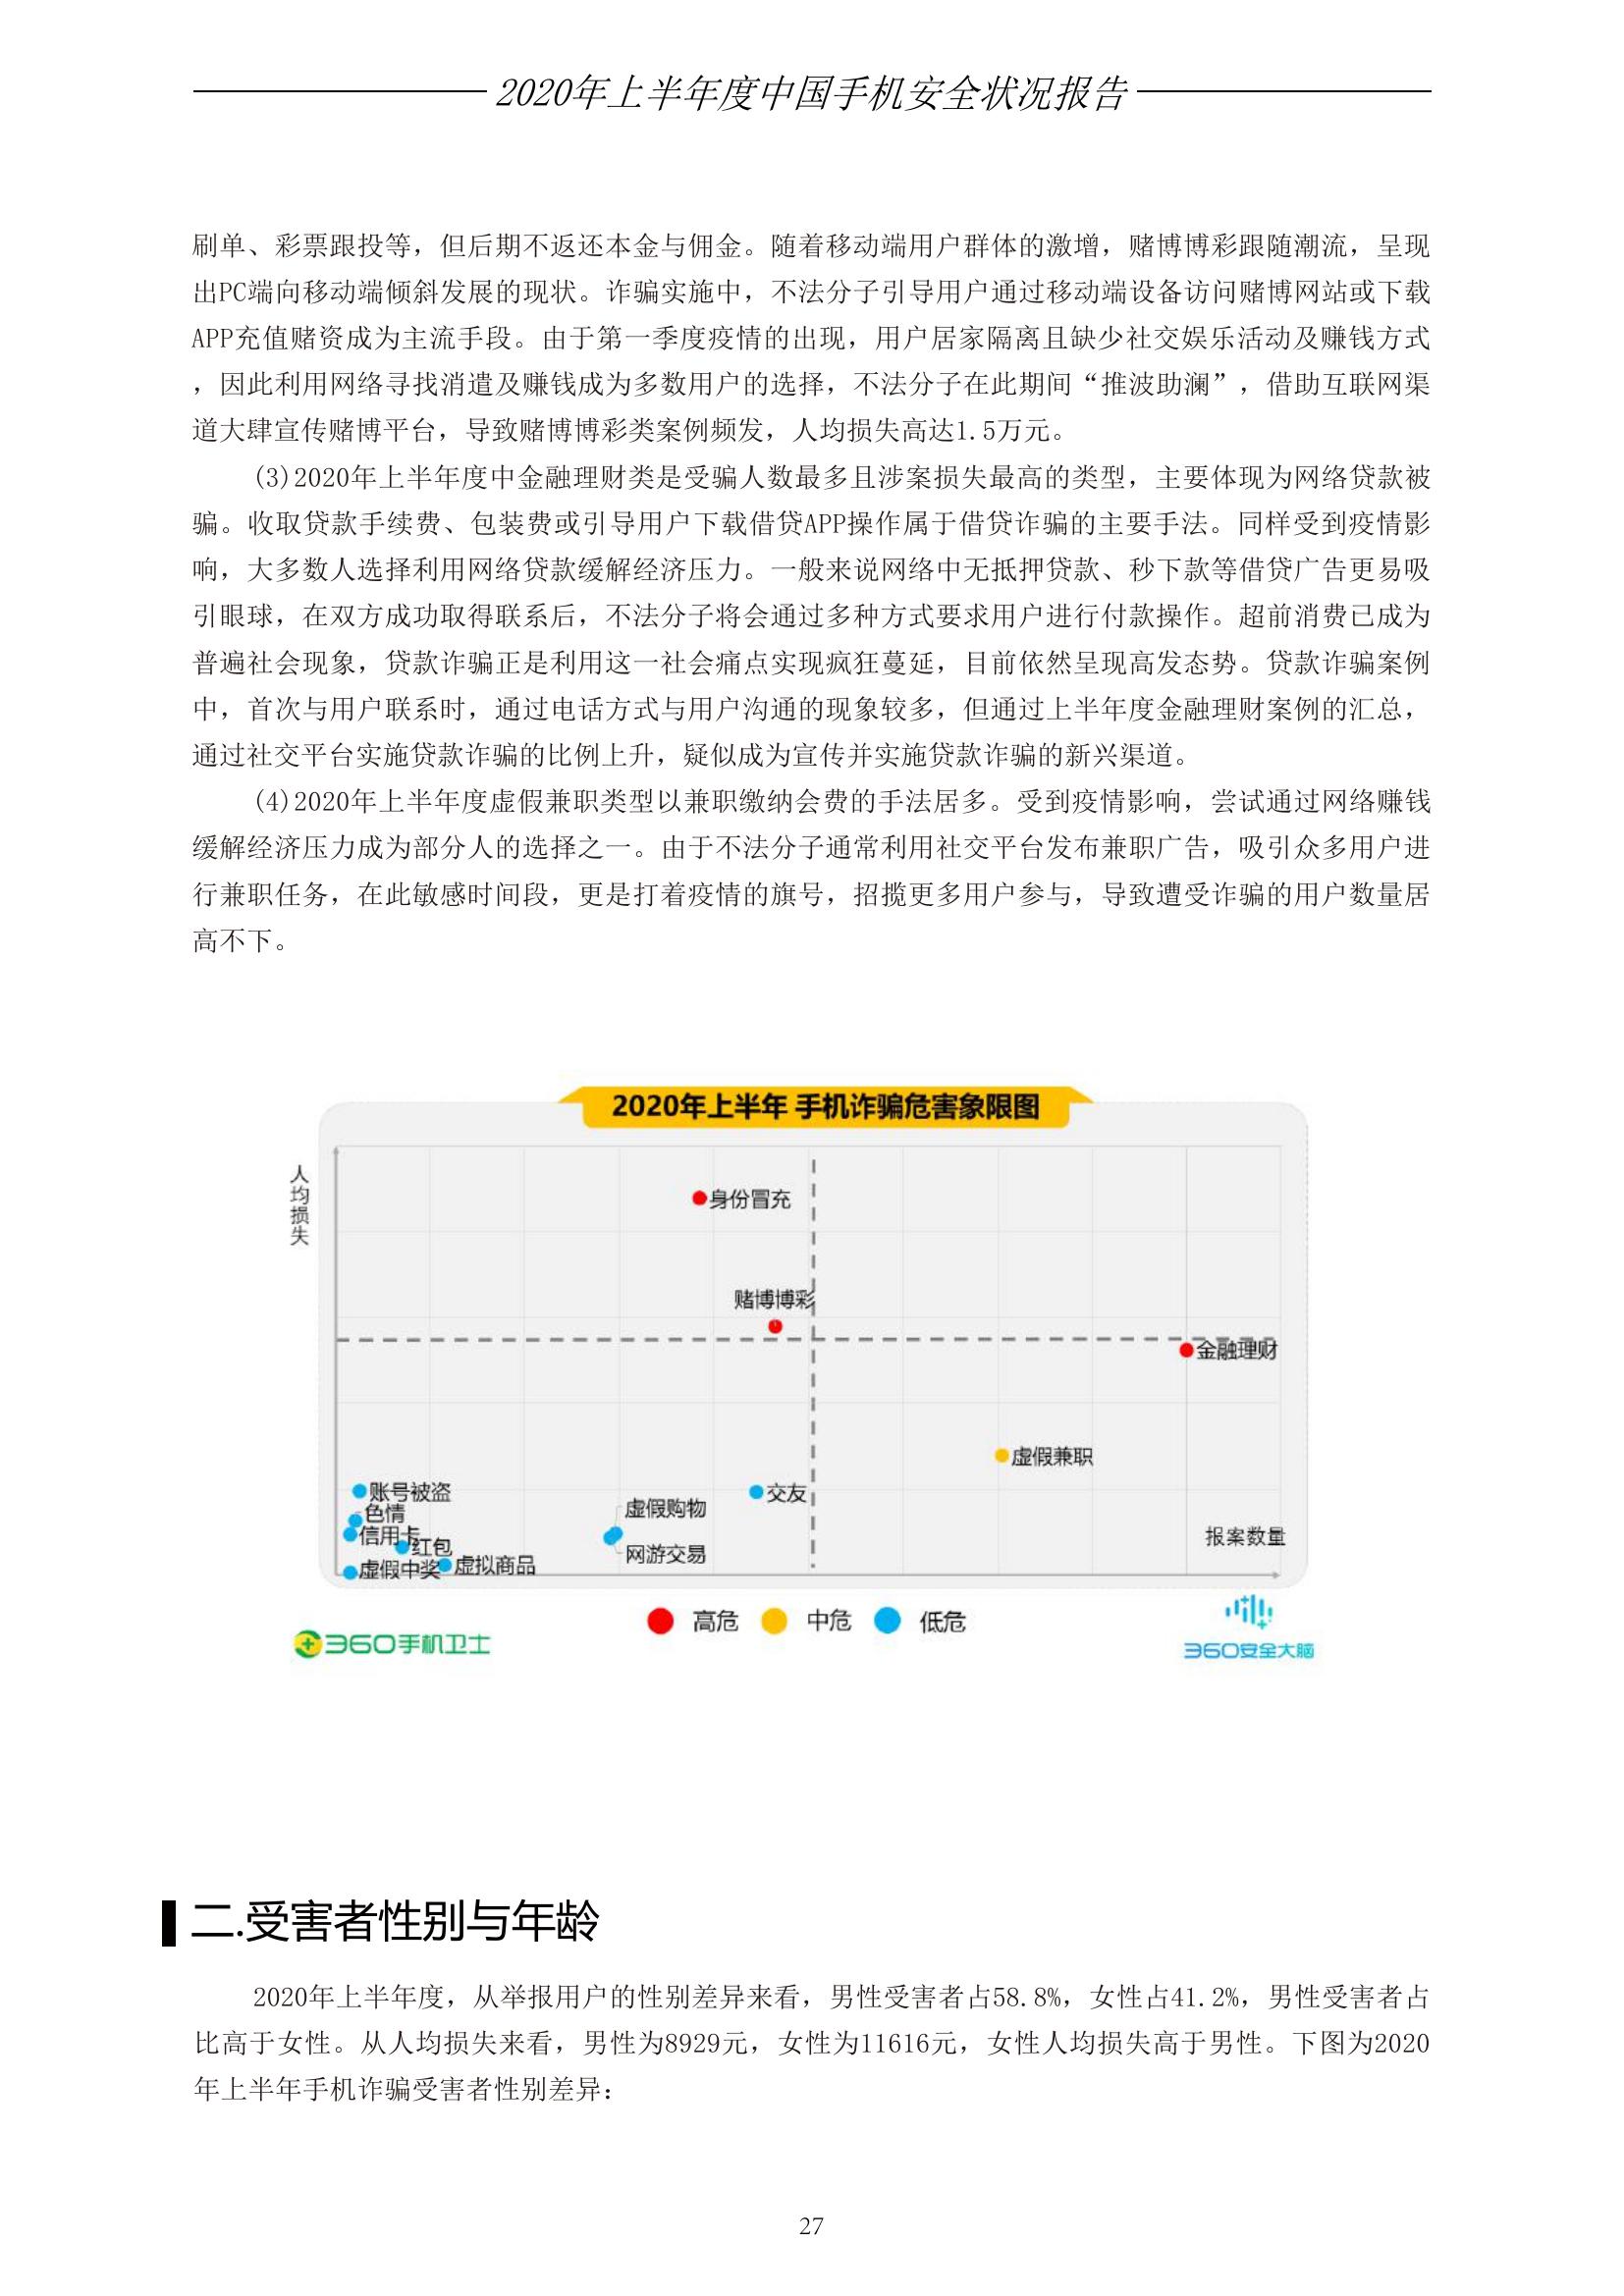 2020年上半年度中国手机安全状况报告
刷单、彩票跟投等，但后期不返还本金与佣金。随着移动端用户群体的激增，赌博博彩跟随潮流，呈现
出PC端向移动端倾斜发展的现状。诈骗实施中，不法分子引导用户通过移动端设备访问赌博网站或下载
APP充值赌资成为主流手段。由于第一季度疫情的出现，用户居家隔离且缺少社交娱乐活动及赚钱方式
，因此利用网络寻找消遣及赚钱成为多数用户的选择，不法分子在此期间“推波助澜”，借助互联网渠
道大肆宣传赌博平台，导致赌博博彩类案例频发，人均损失高达1.5万元。
(3)2020年上半年度中金融理财类是受骗人数最多且涉案损失最高的类型，主要体现为网络贷款被
骗。收取贷款手续费、包装费或引导用户下载借贷APP操作属于借贷诈骗的主要手法。同样受到疫情影
响，大多数人选择利用网络贷款缓解经济压力。一般来说网络中无抵押贷款、秒下款等借贷广告更易吸
引眼球，在双方成功取得联系后，不法分子将会通过多种方式要求用户进行付款操作。超前消费已成为
普遍社会现象，贷款诈骗正是利用这一社会痛点实现疯狂蔓延，目前依然呈现高发态势。贷款诈骗案例
中，首次与用户联系时，通过电话方式与用户沟通的现象较多，但通过上半年度金融理财案例的汇总，
通过社交平台实施贷款诈骗的比例上升，疑似成为宣传并实施贷款诈骗的新兴渠道。
(4)2020年上半年度虚假兼职类型以兼职缴纳会费的手法居多。受到疫情影响，尝试通过网络赚钱
缓解经济压力成为部分人的选择之一。由于不法分子通常利用社交平台发布兼职广告，吸引众多用户进
行兼职任务，在此敏感时间段，更是打着疫情的旗号，招揽更多用户参与，导致遭受诈骗的用户数量居
高不下。
2020年上半年 手机诈骗危害象限图
人均损失
身份冒充
赌博博彩
金融理财
虚假兼职
账号被盗
交友
色情
虚假购物
信用卡
红包
网游交易
报案数量
虚假中奖
虚拟商品
高危 中危 低危
360手机卫士
360安全大脑
二.受害者性别与年龄
2020年上半年度，从举报用户的性别差异来看，男性受害者占58.8%，女性占41.2%，男性受害者占
比高于女性。从人均损失来看，男性为8929元，女性为11616元，女性人均损失高于男性。下图为2020
年上半年手机诈骗受害者性别差异：
27